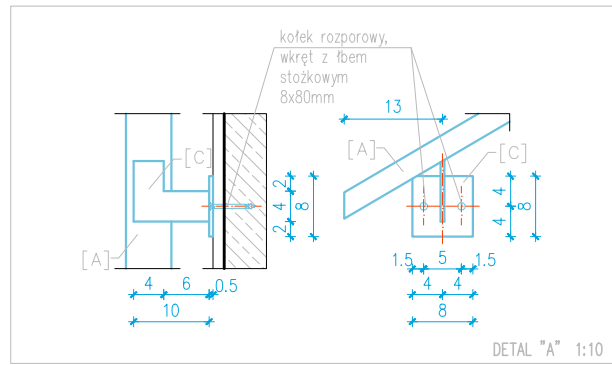 kołek rozporowy,
wkręt z łbem
stożkowym
8x80mm
13
[C]
[A]
[C]
2
4
8
2
4
8
4
[A]
1.5 5 1.5
4 6 0.5
4 4
10
8
DETAL "A" 1:10